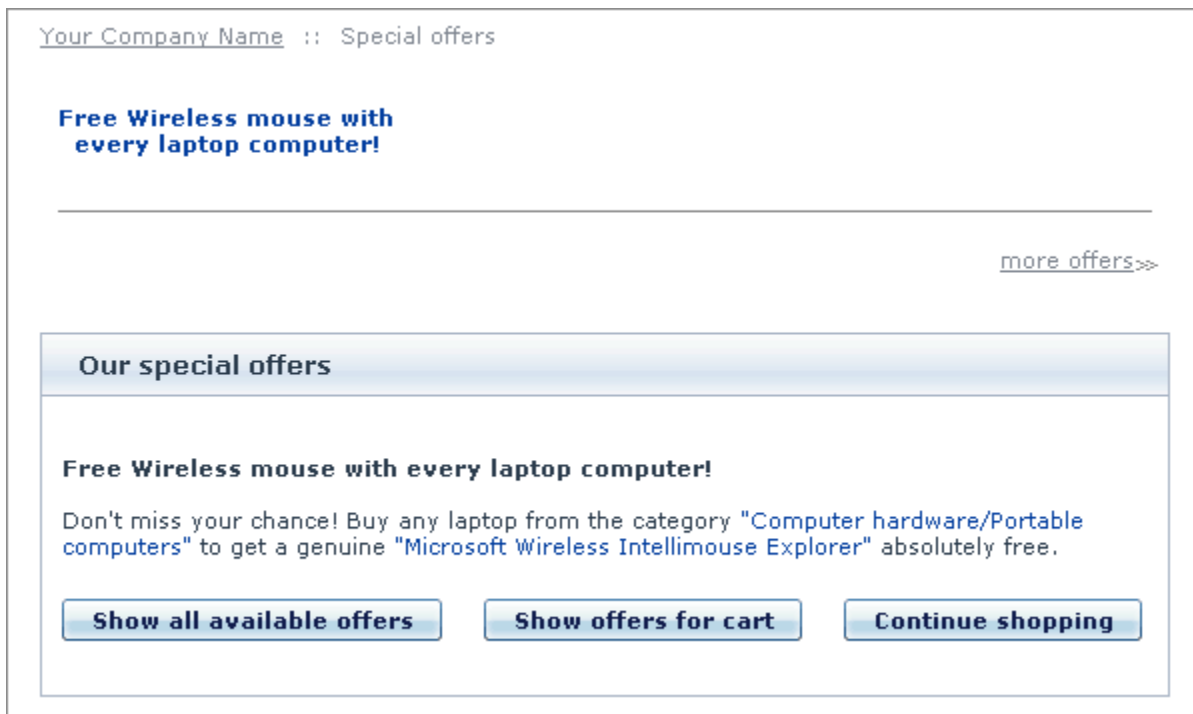 Your Company Name :: Special offers
Free Wireless mouse with
every laptop computer!
more offers>>
Our special offers
Free Wireless mouse with every laptop computer!
Don't miss your chance! Buy any laptop from the category "Computer hardware/Portable
computers" to get a genuine "Microsoft Wireless Intellimouse Explorer" absolutely free.
Show all available offers Show offers for cart Continue shopping